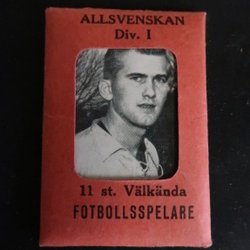 ALLSVENSKAN
Div. I
11 st. Välkända
FOTBOLLSSPELARE